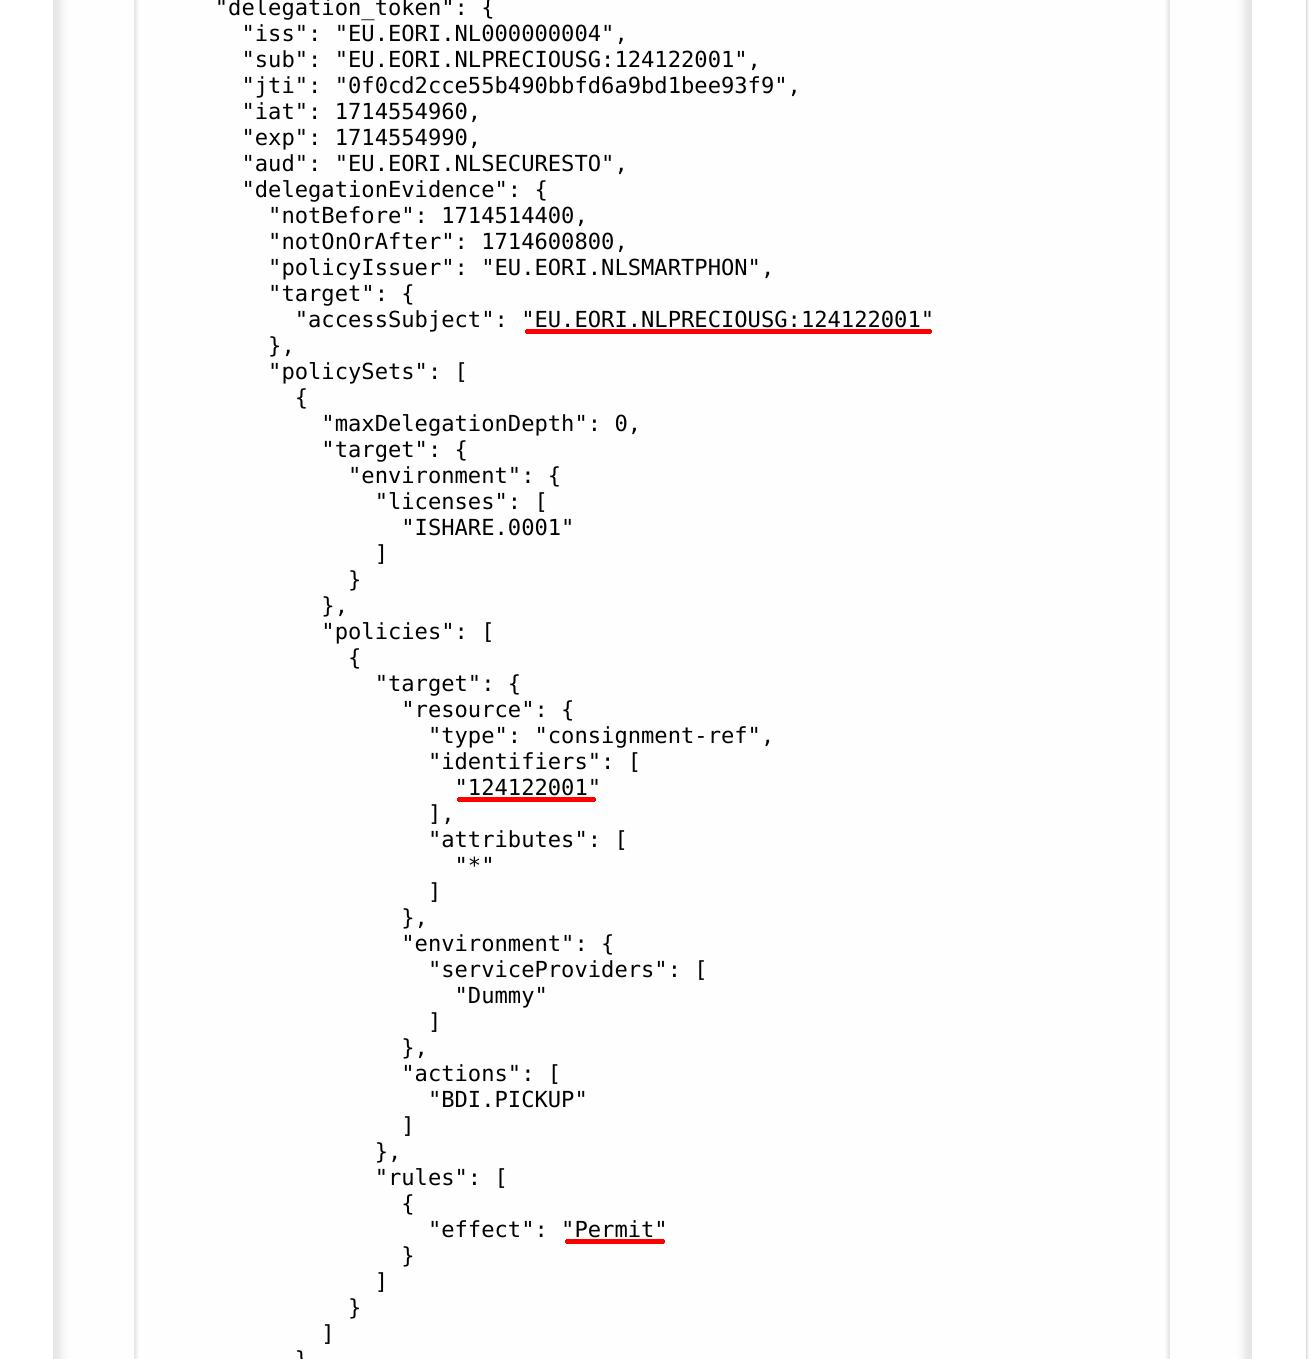 "delegation_token": {
"iss": "EU.EORI.NL000000004",
"sub": "EU.EORI.NLPRECIOUSG:124122001",
"jti": "0f0cd2cce55b490bbfd6a9bd1bee93f9",
"iat": 1714554960,
"exp": 1714554990,
"aud": "EU.EORI.NLSECURESTO",
"delegationEvidence": {
"notBefore": 1714514400,
"notOnOrAfter": 1714600800,
"policyIssuer": "EU.EORI.NLSMARTPHON",
"target": {
"accessSubject": "EU.EORI.NLPRECIOUSG:124122001"
},
"policySets": [
{
"maxDelegationDepth": 0,
"target": {
"environment": {
"licenses": [
"ISHARE.0001"
]
}
},
"policies": [
{
"target": {
"resource": {
"type": "consignment-ref",
"identifiers": [
"124122001"
],
"attributes": [
"*"
]
},
"environment": {
"serviceProviders": [
"Dummy"
]
},
"actions": [
"BDI.PICKUP"
]
},
"rules": [
{
"effect": "Permit"
}
]
}
]
}